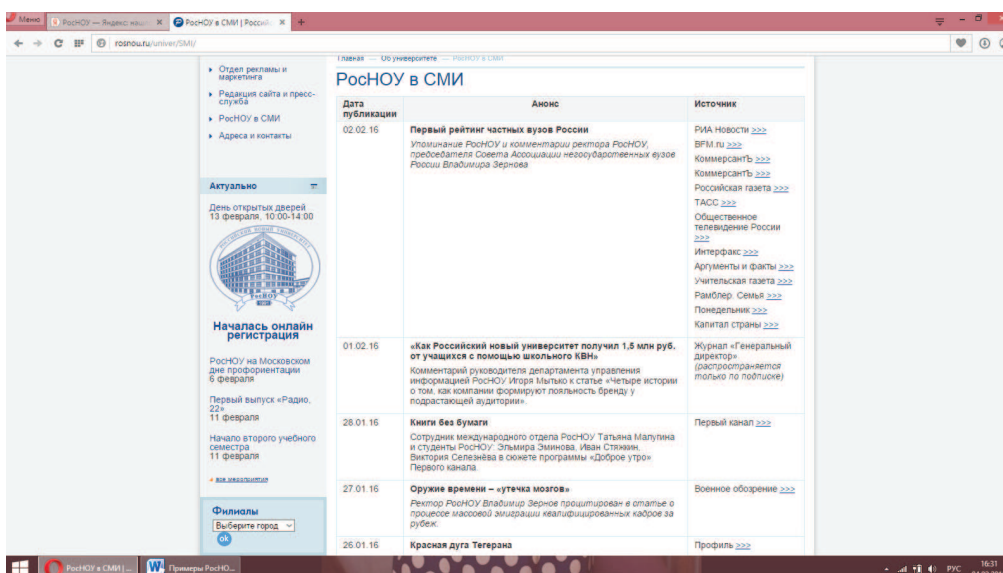 Меню
РосНОУ — Яндекс: наш
РосНОУ в СМИ | Россий
rosnou.ru/univer/SMI/
Отдел рекламы и
маркетинга
Редакция сайта и пресс-
служба
РосНОУ в СМИ
Адреса и контакты
Актуально
День открытых дверей
13 февраля, 10:00-14:00
РОССИЙСКИЙ НОВЫЙ УНИВЕРСИТЕТ
РосНОУ
Началась онлайн
регистрация
РосНОУ на Московском
дне профориентации
6 февраля
Первый выпуск «Радио,
22»
11 февраля
Начало второго учебного
семестра
11 февраля
все мероприятия
Филиалы
Выберите город
ok
Главная — Об университете — РосНОУ в СМИ
РосНОУ в СМИ
Дата
публикации
Анонс
Источник
02.02.16
Первый рейтинг частных вузов России
Упоминание РосНОУ и комментарии ректора РосНОУ,
председателя Совета Ассоциации негосударственных вузов
России Владимира Зернова
РИА Новости >>>
BFM.ru >>>
КоммерсантЪ >>>
КоммерсантЪ >>>
Российская газета >>>
ТАСС >>>
Общественное
телевидение России
>>>
Интерфакс >>>
Аргументы и факты >>>
Учительская газета >>>
Рамблер. Семья >>>
Понедельник >>>
Капитал страны >>>
01.02.16
«Как Российский новый университет получил 1,5 млн руб.
от учащихся с помощью школьного КВН»
Комментарий руководителя департамента управления
информацией РосНОУ Игоря Мытько к статье «Четыре истории
о том, как компании формируют лояльность бренду у
подрастающей аудитории».
Журнал «Генеральный
директор»
(распространяется
только по подписке)
28.01.16
Книги без бумаги
Сотрудник международного отдела РосНОУ Татьяна Малугина
и студенты РосНОУ: Эльмира Эминова, Иван Стяжкин,
Виктория Селезнёва в сюжете программы «Доброе утро»
Первого канала.
Первый канал >>>
27.01.16
Оружие времени – «утечка мозгов»
Ректор РосНОУ Владимир Зернов процитирован в статье о
процессе массовой эмиграции квалифицированных кадров за
рубеж.
Военное обозрение >>>
26.01.16
Красная дуга Тегерана
Профиль >>>
РосНОУ в СМИ | ...
Примеры РосНО...
РУС
16:31